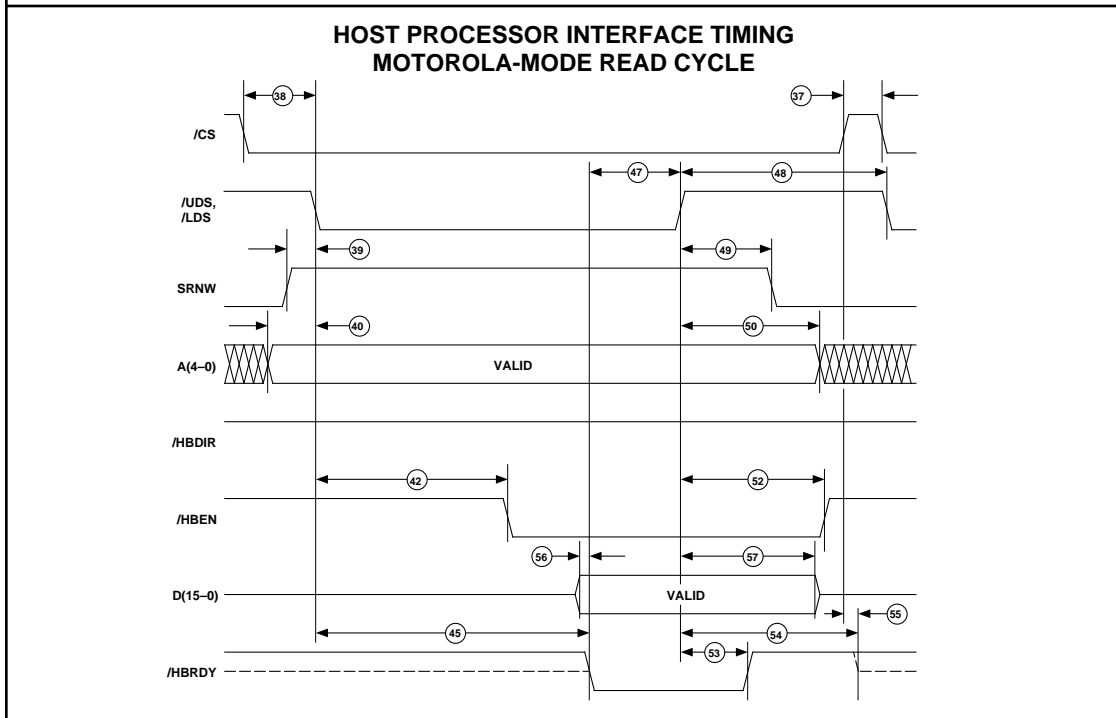 HOST PROCESSOR INTERFACE TIMING
MOTOROLA-MODE READ CYCLE
38
37
/CS
47
48
/UDS,
/LDS
39
49
SRNW
40
50
A(4–0)
VALID
/HBDIR
42
52
/HBEN
56
57
D(15–0)
VALID
55
45
54
53
/HBRDY